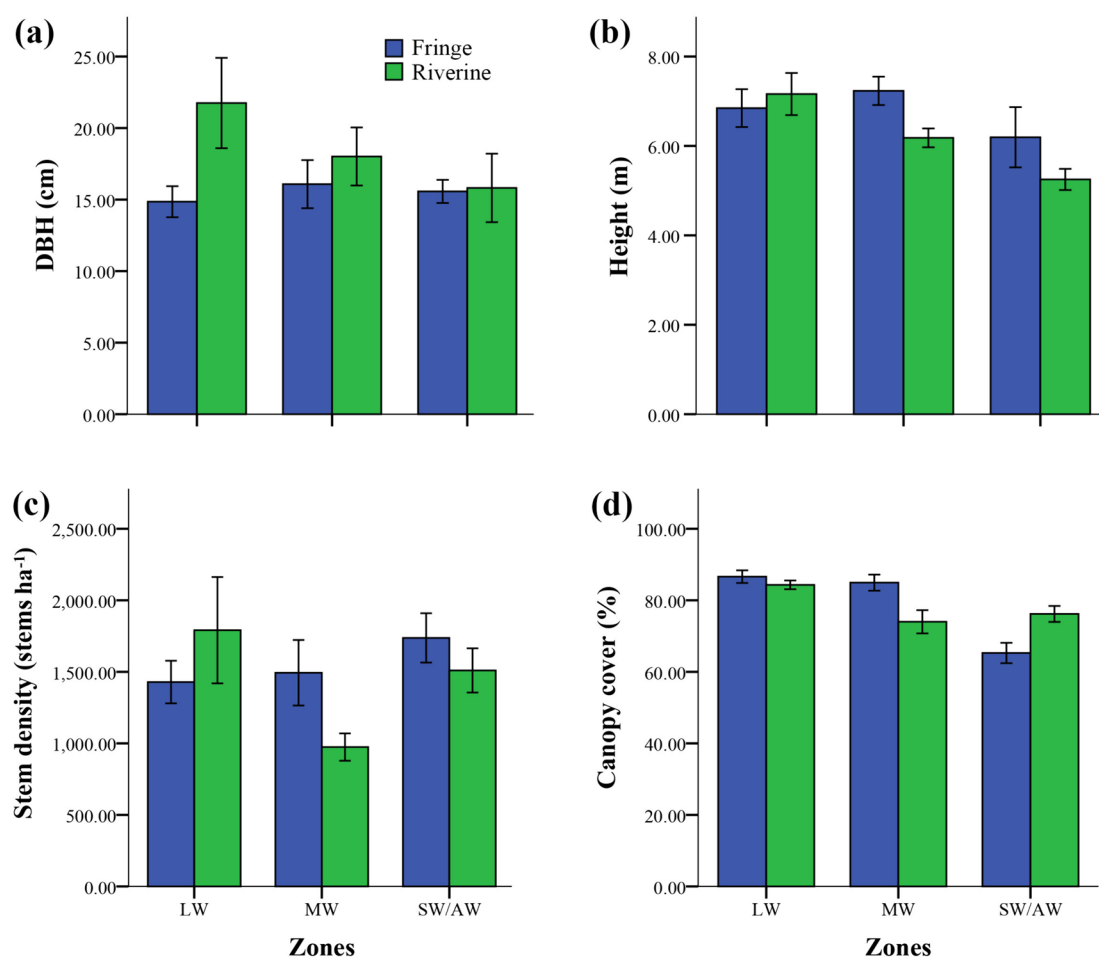 (a)
25.00
20.00
15.00
10.00
5.00
0.00
DBH (cm)
Fringe
Riverine
(b)
8.00
6.00
4.00
2.00
0.00
Height (m)
(c)
2,500.00
2,000.00
1,500.00
1,000.00
500.00
0.00
Stem density (stems ha⁻¹)
LW MW SW/AW
Zones
(d)
100.00
80.00
60.00
40.00
20.00
0.00
Canopy cover (%)
LW MW SW/AW
Zones